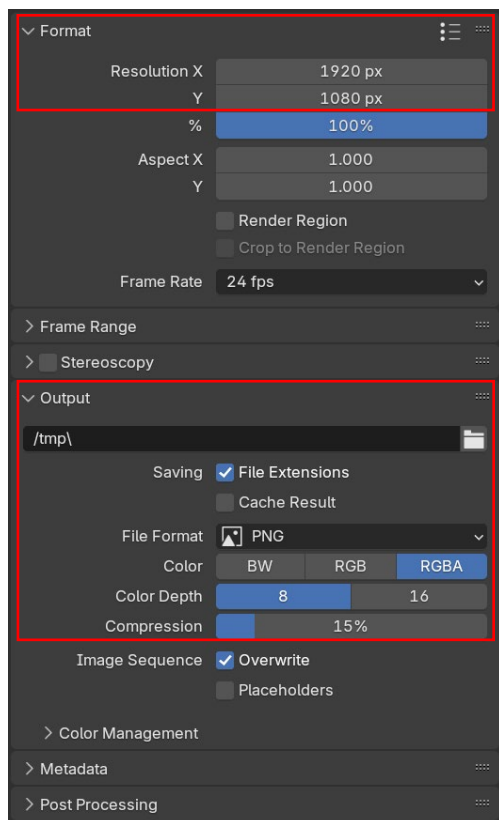 Format
Resolution X 1920 px
Y 1080 px
% 100%
Aspect X 1.000
Y 1.000
Render Region
Crop to Render Region
Frame Rate 24 fps
Frame Range
Stereoscopy
Output
/tmp\
Saving File Extensions
Cache Result
File Format PNG
Color BW RGB RGBA
Color Depth 8 16
Compression 15%
Image Sequence Overwrite
Placeholders
Color Management
Metadata
Post Processing